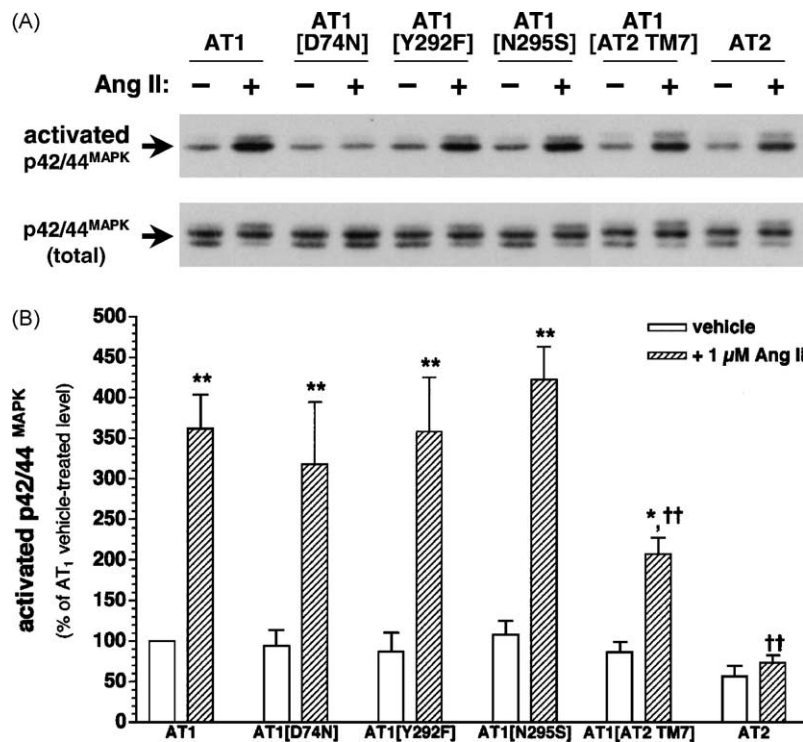 (A)
AT1 AT1 [D74N] AT1 [Y292F] AT1 [N295S] AT1 [AT2 TM7] AT2
Ang II: – + – + – + – + – + – +
activated
p42/44MAPK
p42/44MAPK
(total)
(B)
activated p42/44 MAPK
(% of AT1 vehicle-treated level)
500
450
400
350
300
250
200
150
100
50
0
vehicle
+ 1 µM Ang II
** ** ** ** *,†† ††
AT1 AT1[D74N] AT1[Y292F] AT1[N295S] AT1[AT2 TM7] AT2